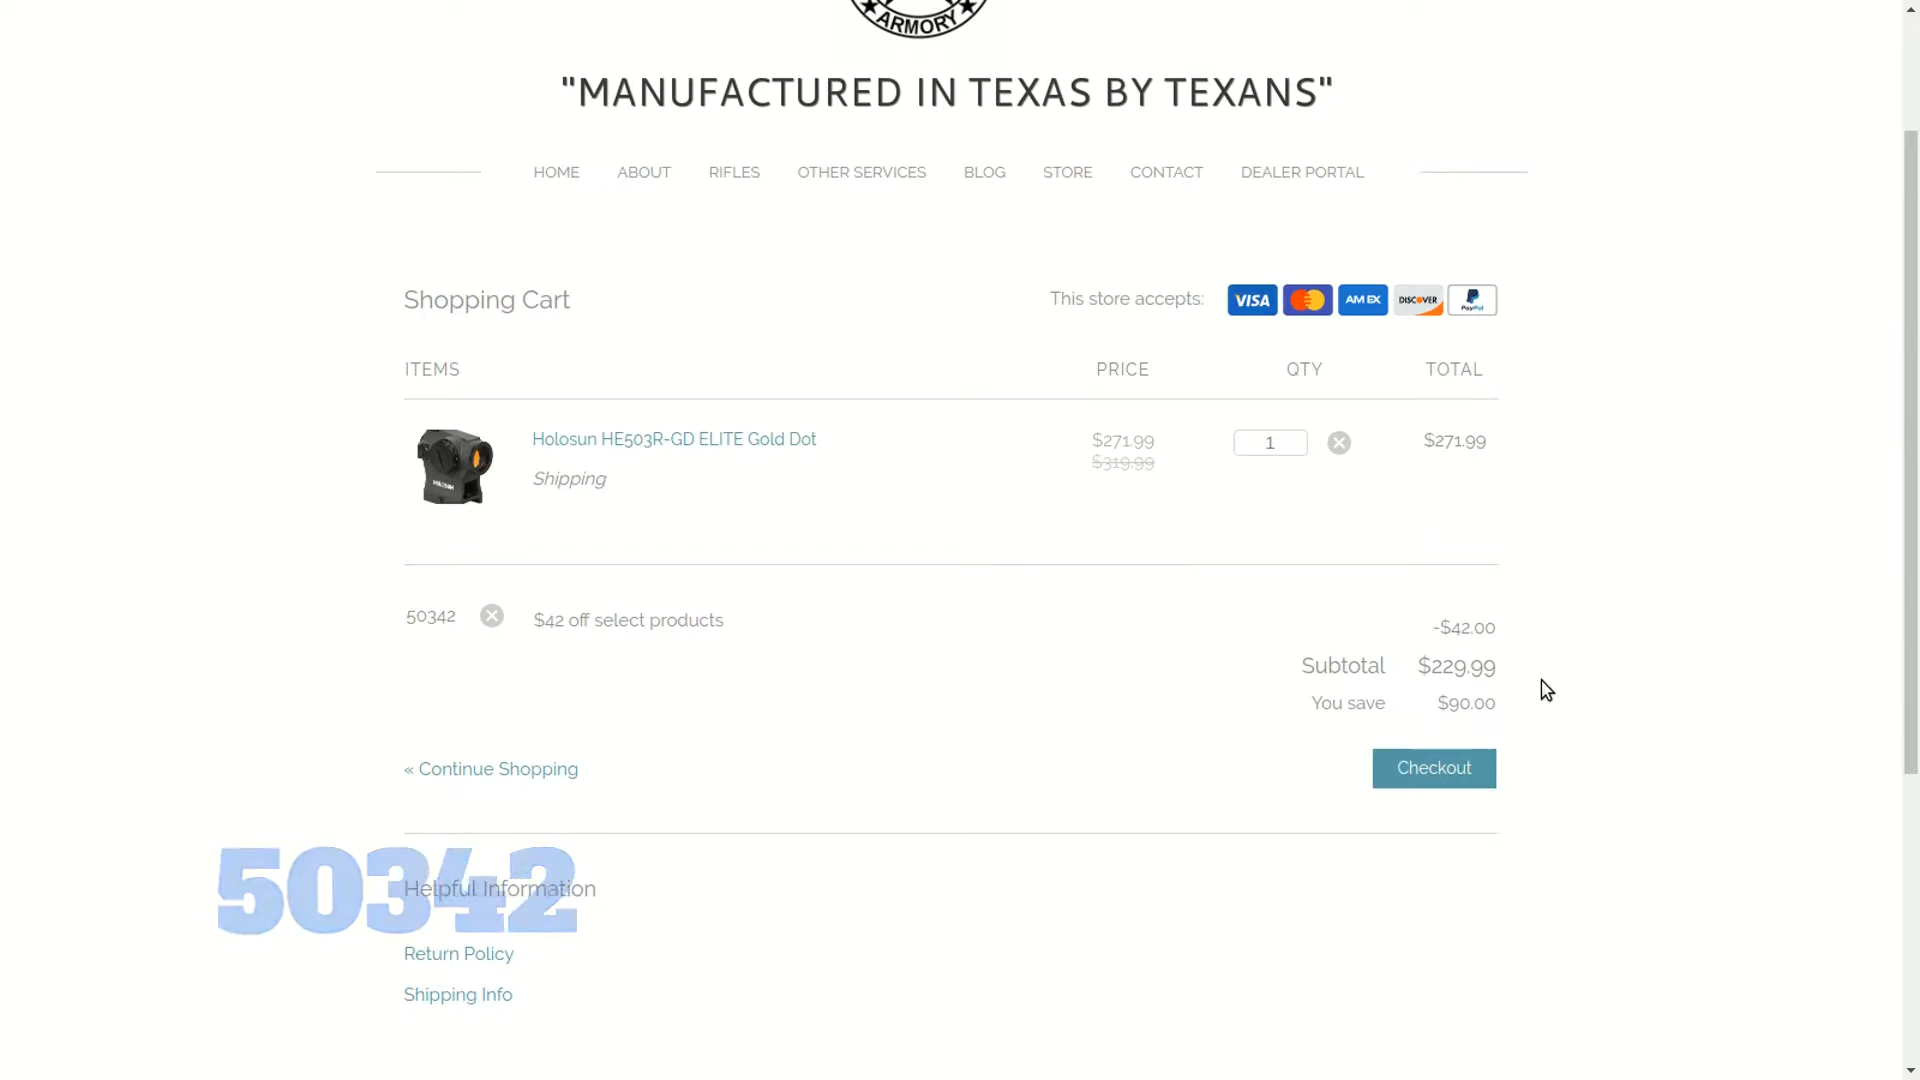 ARMORY
"MANUFACTURED IN TEXAS BY TEXANS"
HOME ABOUT RIFLES OTHER SERVICES BLOG STORE CONTACT DEALER PORTAL
Shopping Cart This store accepts: VISA AMEX DISCOVER PayPal
ITEMS PRICE QTY TOTAL
Holosun HE503R-GD ELITE Gold Dot $271.99 1 $271.99
$319.99
Shipping
HOLOSUN
50342 $42 off select products -$42.00
Subtotal $229.99
You save $90.00
« Continue Shopping Checkout
50342
Helpful Information
Return Policy
Shipping Info